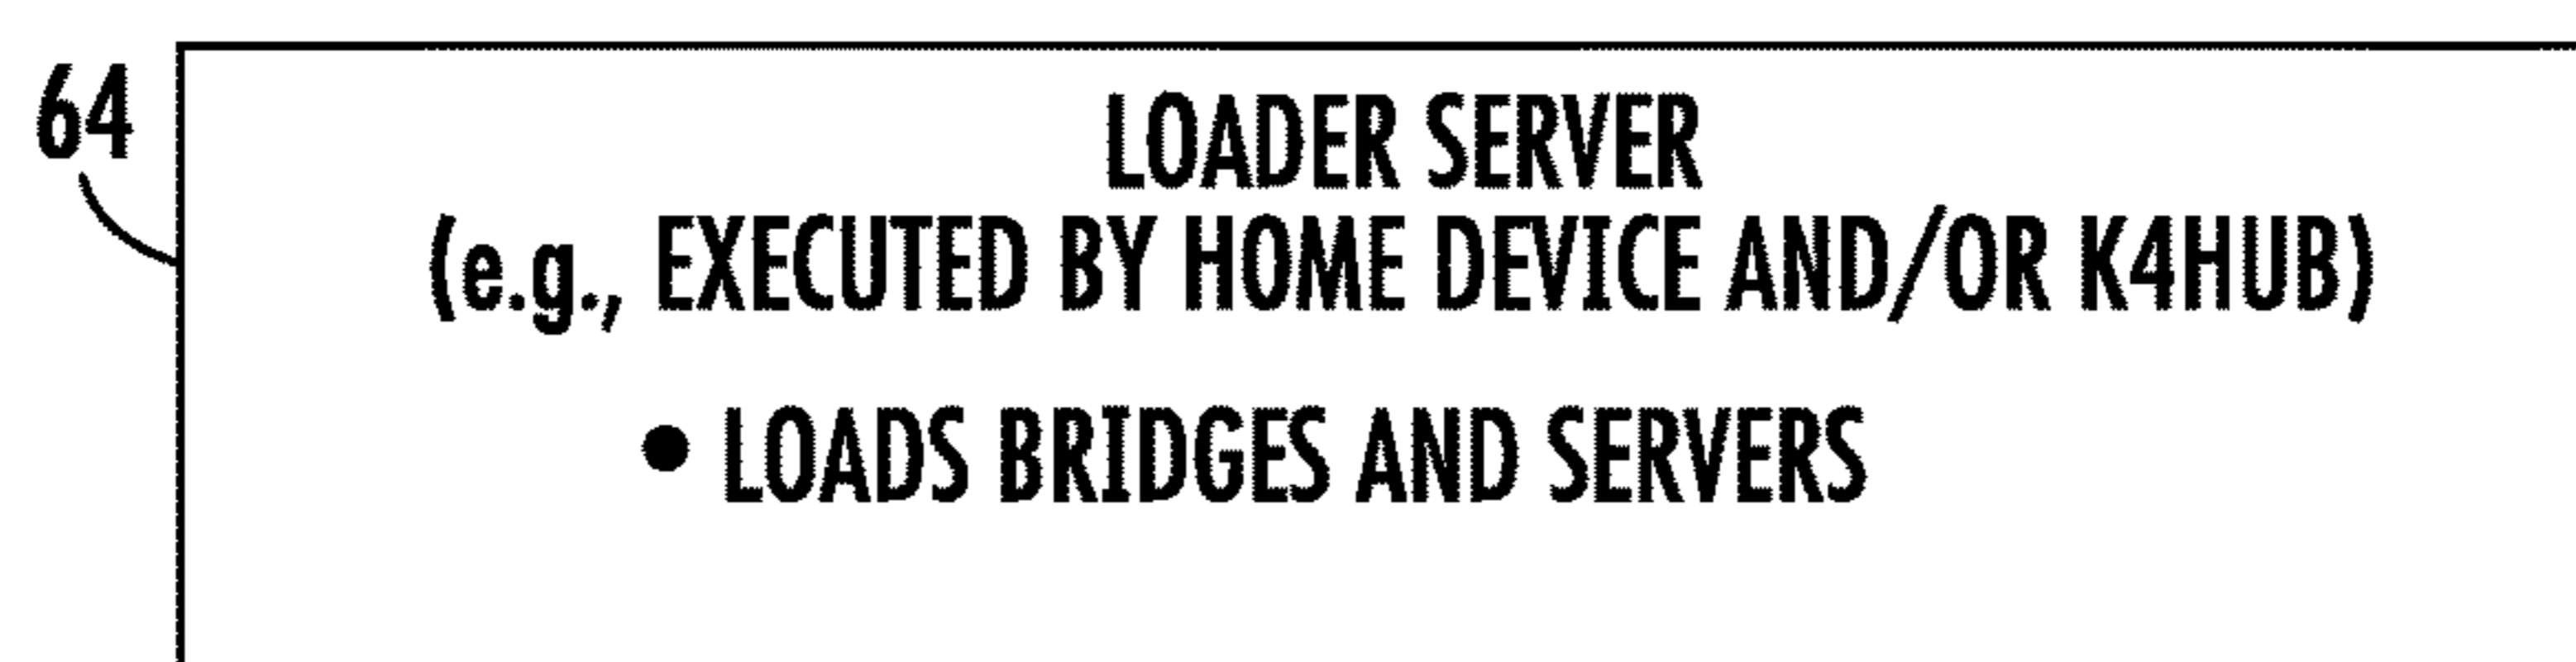 64
LOADER SERVER
(e.g., EXECUTED BY HOME DEVICE AND/OR K4HUB)
• LOADS BRIDGES AND SERVERS